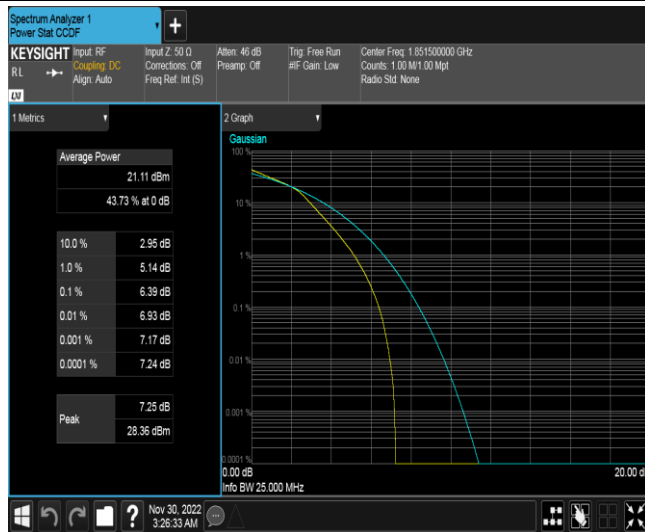 Spectrum Analyzer 1
Power Stat CCDF
+
KEYSIGHT
RL
LXI
Input: RF
Coupling: DC
Align: Auto
Input Z: 50 Ω
Corrections: Off
Freq Ref: Int (S)
Atten: 46 dB
Preamp: Off
Trig: Free Run
#IF Gain: Low
Center Freq: 1.851500000 GHz
Counts: 1.00 M/1.00 Mpt
Radio Std: None
1 Metrics
Average Power
21.11 dBm
43.73 % at 0 dB
10.0 % 2.95 dB
1.0 % 5.14 dB
0.1 % 6.39 dB
0.01 % 6.93 dB
0.001 % 7.17 dB
0.0001 % 7.24 dB
Peak
7.25 dB
28.36 dBm
2 Graph
Gaussian
100 %
10 %
1 %
0.1 %
0.01 %
0.001 %
0.0001 %
0.00 dB
20.00 d
Info BW 25.000 MHz
?
Nov 30, 2022
3:26:33 AM